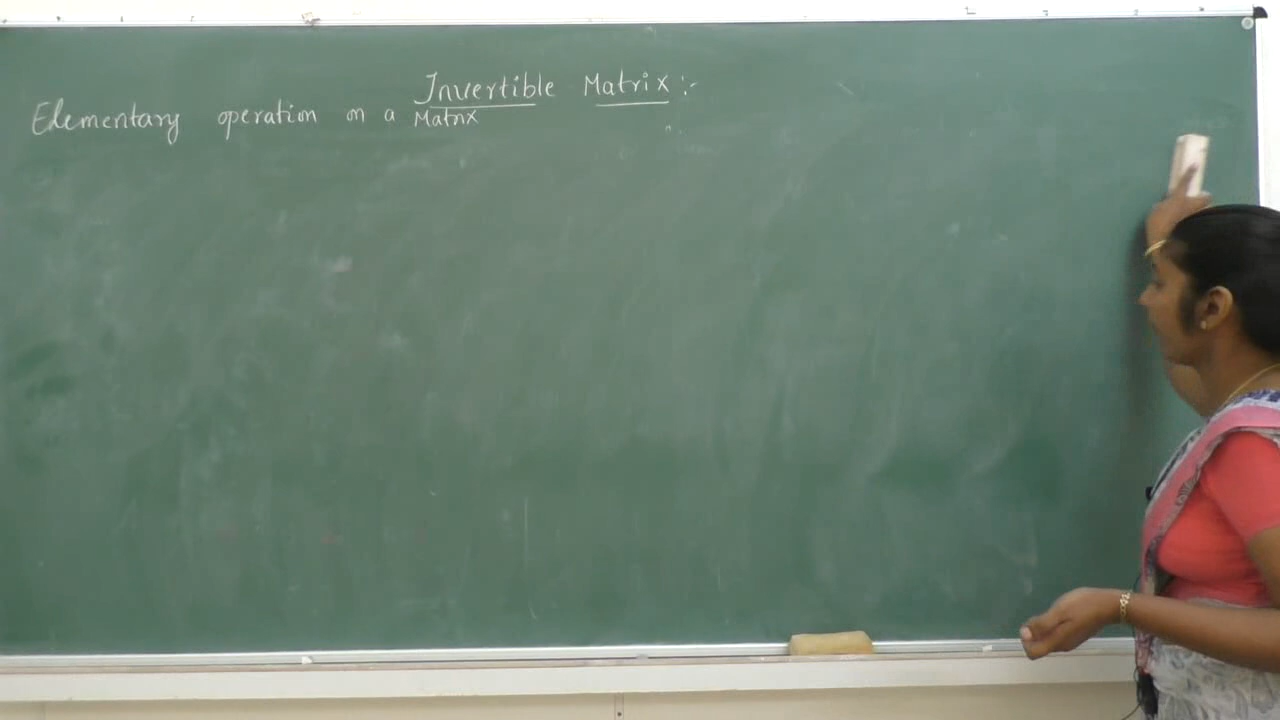 Invertible Matrix :-
Elementary operation on a Matrix